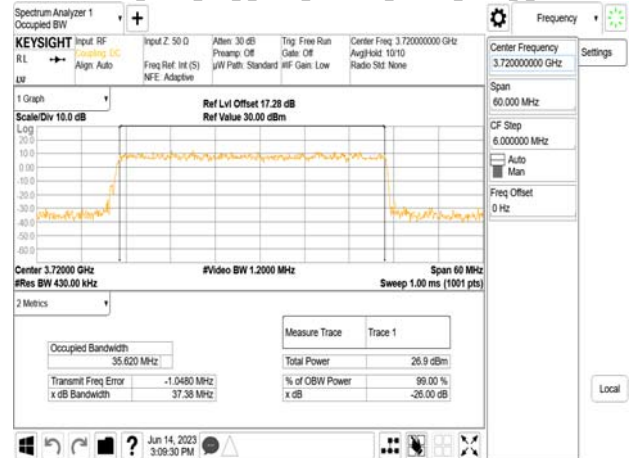 Spectrum Analyzer 1
Occupied BW
Frequency
KEYSIGHT Input: RF Input Z: 50 Ω Atten: 30 dB Trig: Free Run Center Freq: 3.720000000 GHz
RL Coupling: DC Preamp: Off Gate: Off Avg|Hold: 10/10
Align: Auto Freq Ref: Int (S) µW Path: Standard #IF Gain: Low Radio Std: None
NFE: Adaptive
LV
Center Frequency
3.720000000 GHz
Settings
Span
60.000 MHz
CF Step
6.000000 MHz
Auto
Man
Freq Offset
0 Hz
Local
1 Graph
Scale/Div 10.0 dB
Ref Lvl Offset 17.28 dB
Ref Value 30.00 dBm
Log
20.0
10.0
0.00
-10.0
-20.0
-30.0
-40.0
-50.0
-60.0
Center 3.72000 GHz #Video BW 1.2000 MHz Span 60 MHz
#Res BW 430.00 kHz Sweep 1.00 ms (1001 pts)
2 Metrics
Measure Trace Trace 1
Occupied Bandwidth
35.620 MHz
Total Power 26.9 dBm
Transmit Freq Error -1.0480 MHz % of OBW Power 99.00 %
x dB Bandwidth 37.38 MHz x dB -26.00 dB
Jun 14, 2023
3:09:30 PM